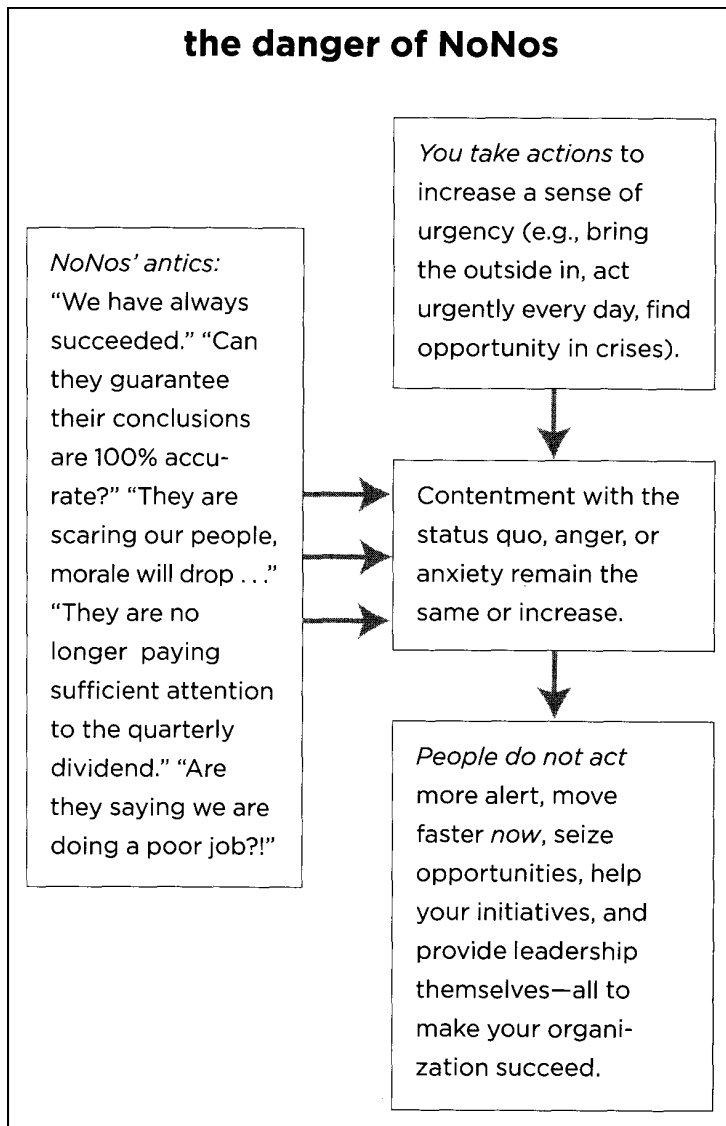 the danger of NoNos
You take actions to
increase a sense of
urgency (e.g., bring
the outside in, act
urgently every day, find
opportunity in crises).
NoNos’ antics:
“We have always
succeeded.” “Can
they guarantee
their conclusions
are 100% accu-
rate?” “They are
scaring our people,
morale will drop . . .”
“They are no
longer paying
sufficient attention
to the quarterly
dividend.” “Are
they saying we are
doing a poor job?!”
Contentment with the
status quo, anger, or
anxiety remain the
same or increase.
People do not act
more alert, move
faster now, seize
opportunities, help
your initiatives, and
provide leadership
themselves—all to
make your organi-
zation succeed.